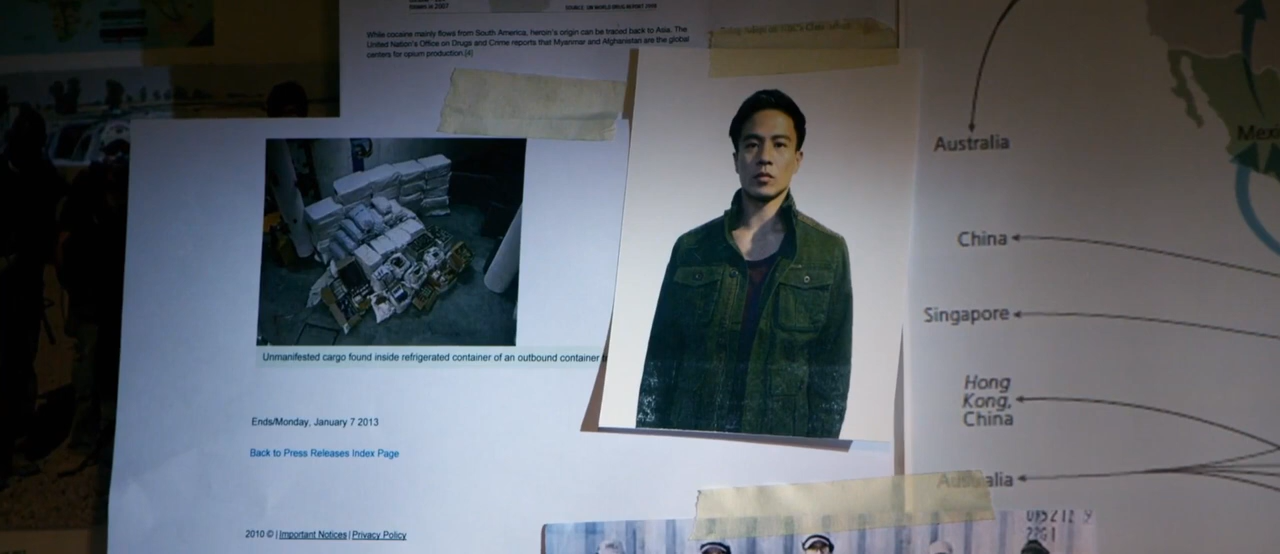 While cocaine mainly flows from South America, heroin's origin can be traced back to Asia. The
United Nation's Office on Drugs and Crime reports that Myanmar and Afghanistan are the global
centers for opium production.[4]
Unmanifested cargo found inside refrigerated container of an outbound container
Ends/Monday, January 7 2013
Back to Press Releases Index Page
2010 © | Important Notices | Privacy Policy
Australia
Mex
China
Singapore
Hong
Kong,
China
Australia